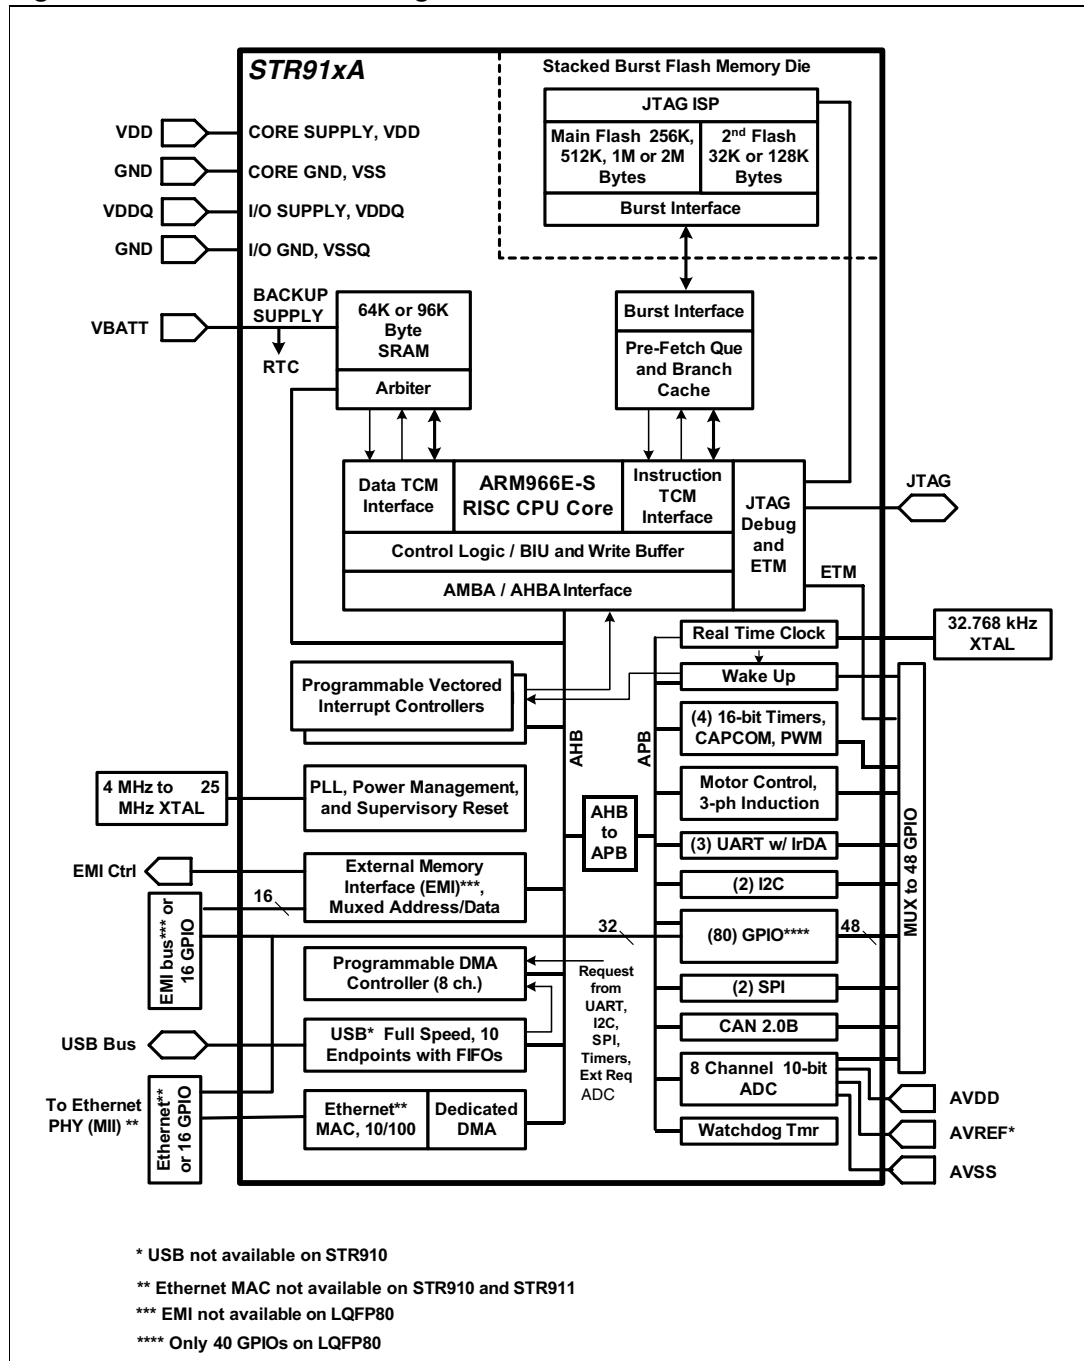 STR91xA
Stacked Burst Flash Memory Die
JTAG ISP
Main Flash 256K,
512K, 1M or 2M
Bytes
2nd Flash
32K or 128K
Bytes
Burst Interface
VDD
CORE SUPPLY, VDD
GND
CORE GND, VSS
VDDQ
I/O SUPPLY, VDDQ
GND
I/O GND, VSSQ
VBATT
BACKUP
SUPPLY
RTC
64K or 96K
Byte
SRAM
Arbiter
Burst Interface
Pre-Fetch Que
and Branch
Cache
Data TCM
Interface
ARM966E-S
RISC CPU Core
Instruction
TCM
Interface
JTAG
Debug
and
ETM
Control Logic / BIU and Write Buffer
AMBA / AHBA Interface
JTAG
ETM
32.768 kHz
XTAL
Real Time Clock
Wake Up
Programmable Vectored
Interrupt Controllers
AHB
APB
(4) 16-bit Timers,
CAPCOM, PWM
4 MHz to 25
MHz XTAL
PLL, Power Management,
and Supervisory Reset
Motor Control,
3-ph Induction
AHB
to
APB
(3) UART w/ IrDA
MUX to 48 GPIO
EMI Ctrl
External Memory
Interface (EMI)***,
Muxed Address/Data
(2) I2C
16
EMI bus*** or
16 GPIO
32
(80) GPIO****
48
Programmable DMA
Controller (8 ch.)
Request
from
UART,
I2C,
SPI,
Timers,
Ext Req
ADC
(2) SPI
CAN 2.0B
USB Bus
USB* Full Speed, 10
Endpoints with FIFOs
8 Channel 10-bit
ADC
To Ethernet
PHY (MII) **
Ethernet**
or 16 GPIO
Ethernet**
MAC, 10/100
Dedicated
DMA
Watchdog Tmr
AVDD
AVREF*
AVSS
* USB not available on STR910
** Ethernet MAC not available on STR910 and STR911
*** EMI not available on LQFP80
**** Only 40 GPIOs on LQFP80